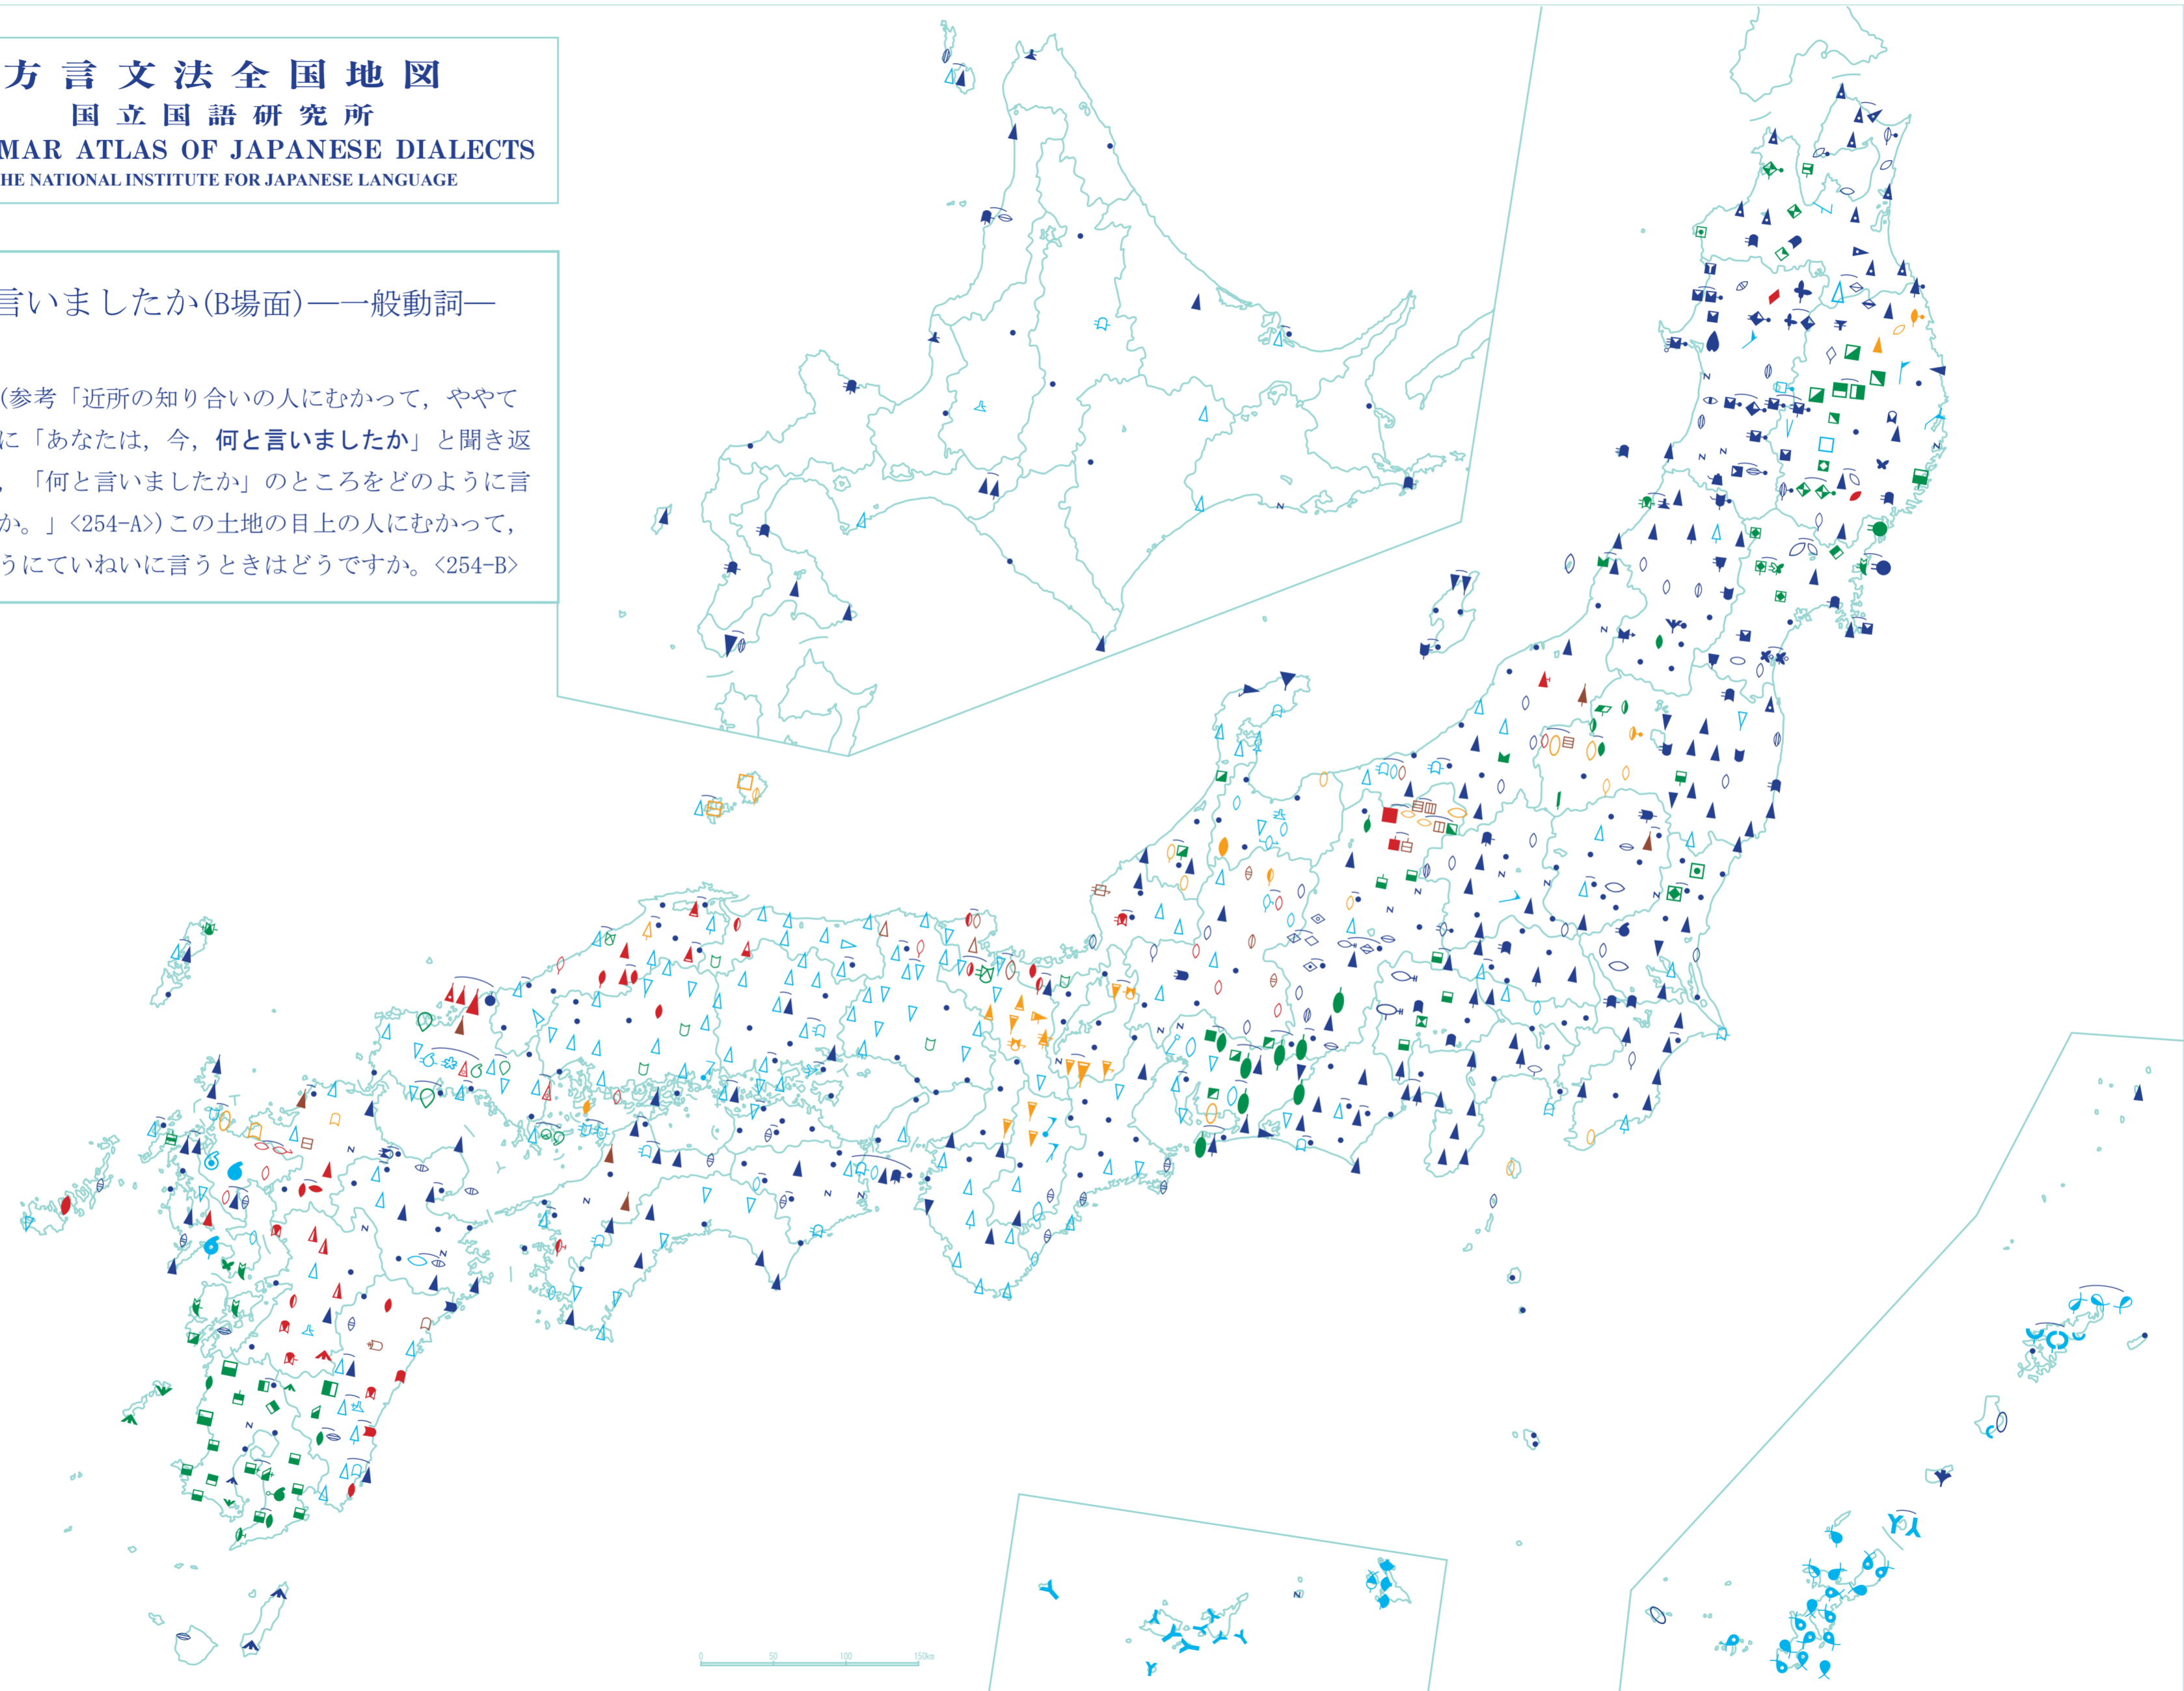 方言文法全国地図
国立国語研究所
MAR ATLAS OF JAPANESE DIALECTS
HE NATIONAL INSTITUTE FOR JAPANESE LANGUAGE
言いましたか(B場面)―一般動詞―
(参考「近所の知り合いの人にむかって，ややて
に「あなたは，今，何と言いましたか」と聞き返
，「何と言いましたか」のところをどのように言
か。」<254-A>)この土地の目上の人にむかって，
うにていねいに言うときはどうですか。<254-B>
0 50 100 150km